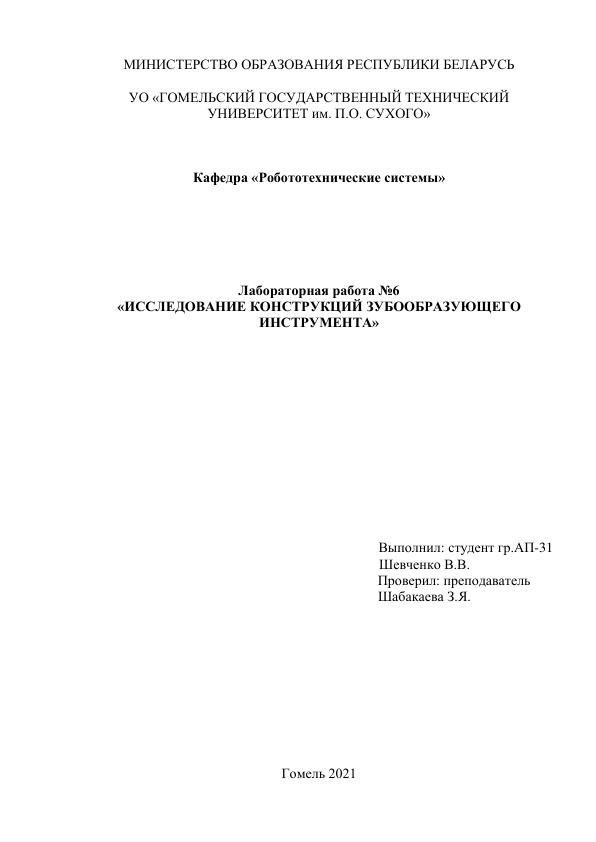 МИНИСТЕРСТВО ОБРАЗОВАНИЯ РЕСПУБЛИКИ БЕЛАРУСЬ
УО «ГОМЕЛЬСКИЙ ГОСУДАРСТВЕННЫЙ ТЕХНИЧЕСКИЙ
УНИВЕРСИТЕТ им. П.О. СУХОГО»
Кафедра «Робототехнические системы»
Лабораторная работа №6
«ИССЛЕДОВАНИЕ КОНСТРУКЦИЙ ЗУБООБРАЗУЮЩЕГО
ИНСТРУМЕНТА»
Выполнил: студент гр.АП-31
Шевченко В.В.
Проверил: преподаватель
Шабакаева З.Я.
Гомель 2021